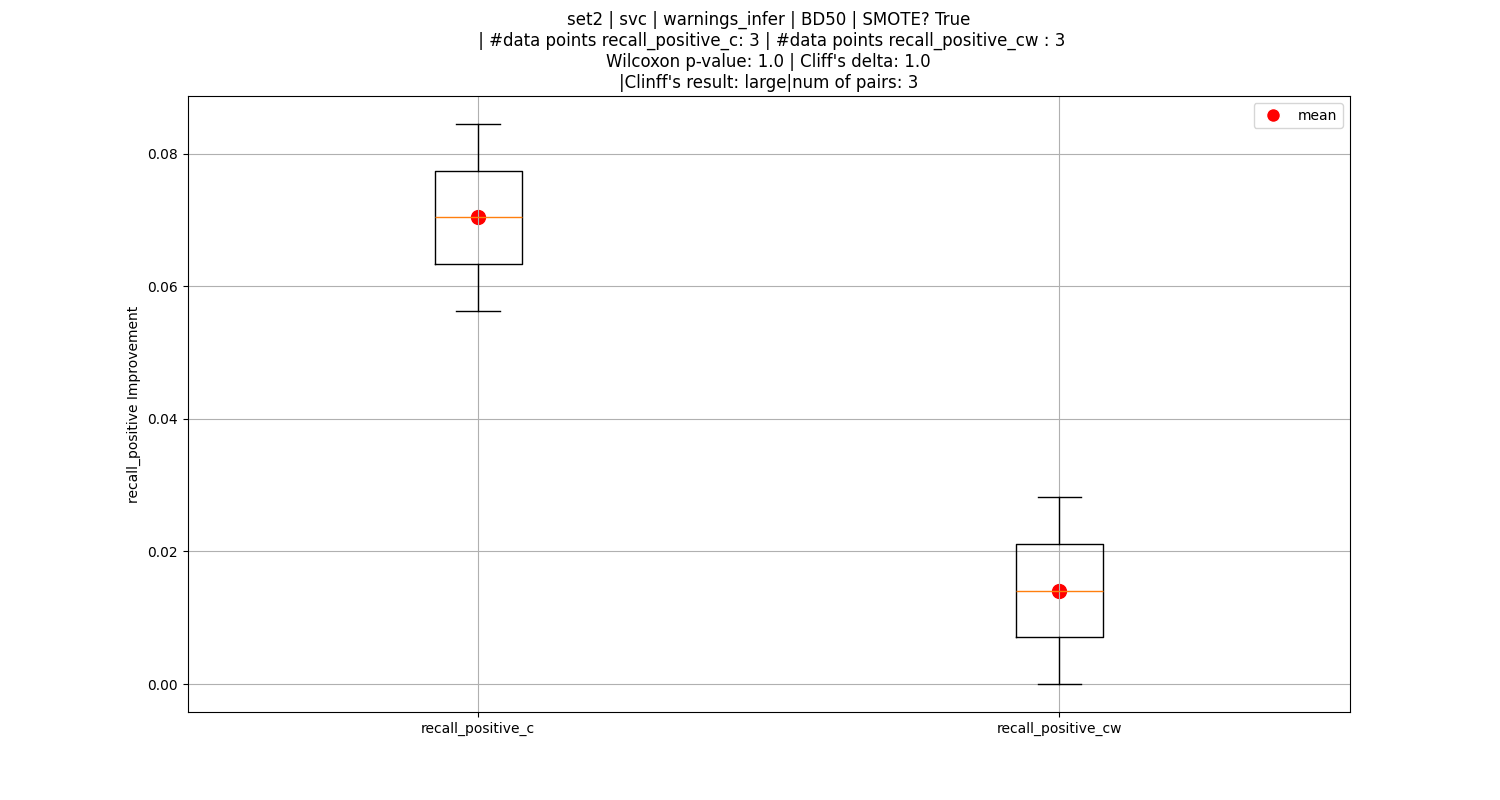 set2 | svc | warnings_infer | BD50 | SMOTE? True
| #data points recall_positive_c: 3 | #data points recall_positive_cw : 3
Wilcoxon p-value: 1.0 | Cliff's delta: 1.0
|Clinff's result: large|num of pairs: 3
mean
0.08
0.06
0.04
0.02
0.00
recall_positive Improvement
recall_positive_c
recall_positive_cw